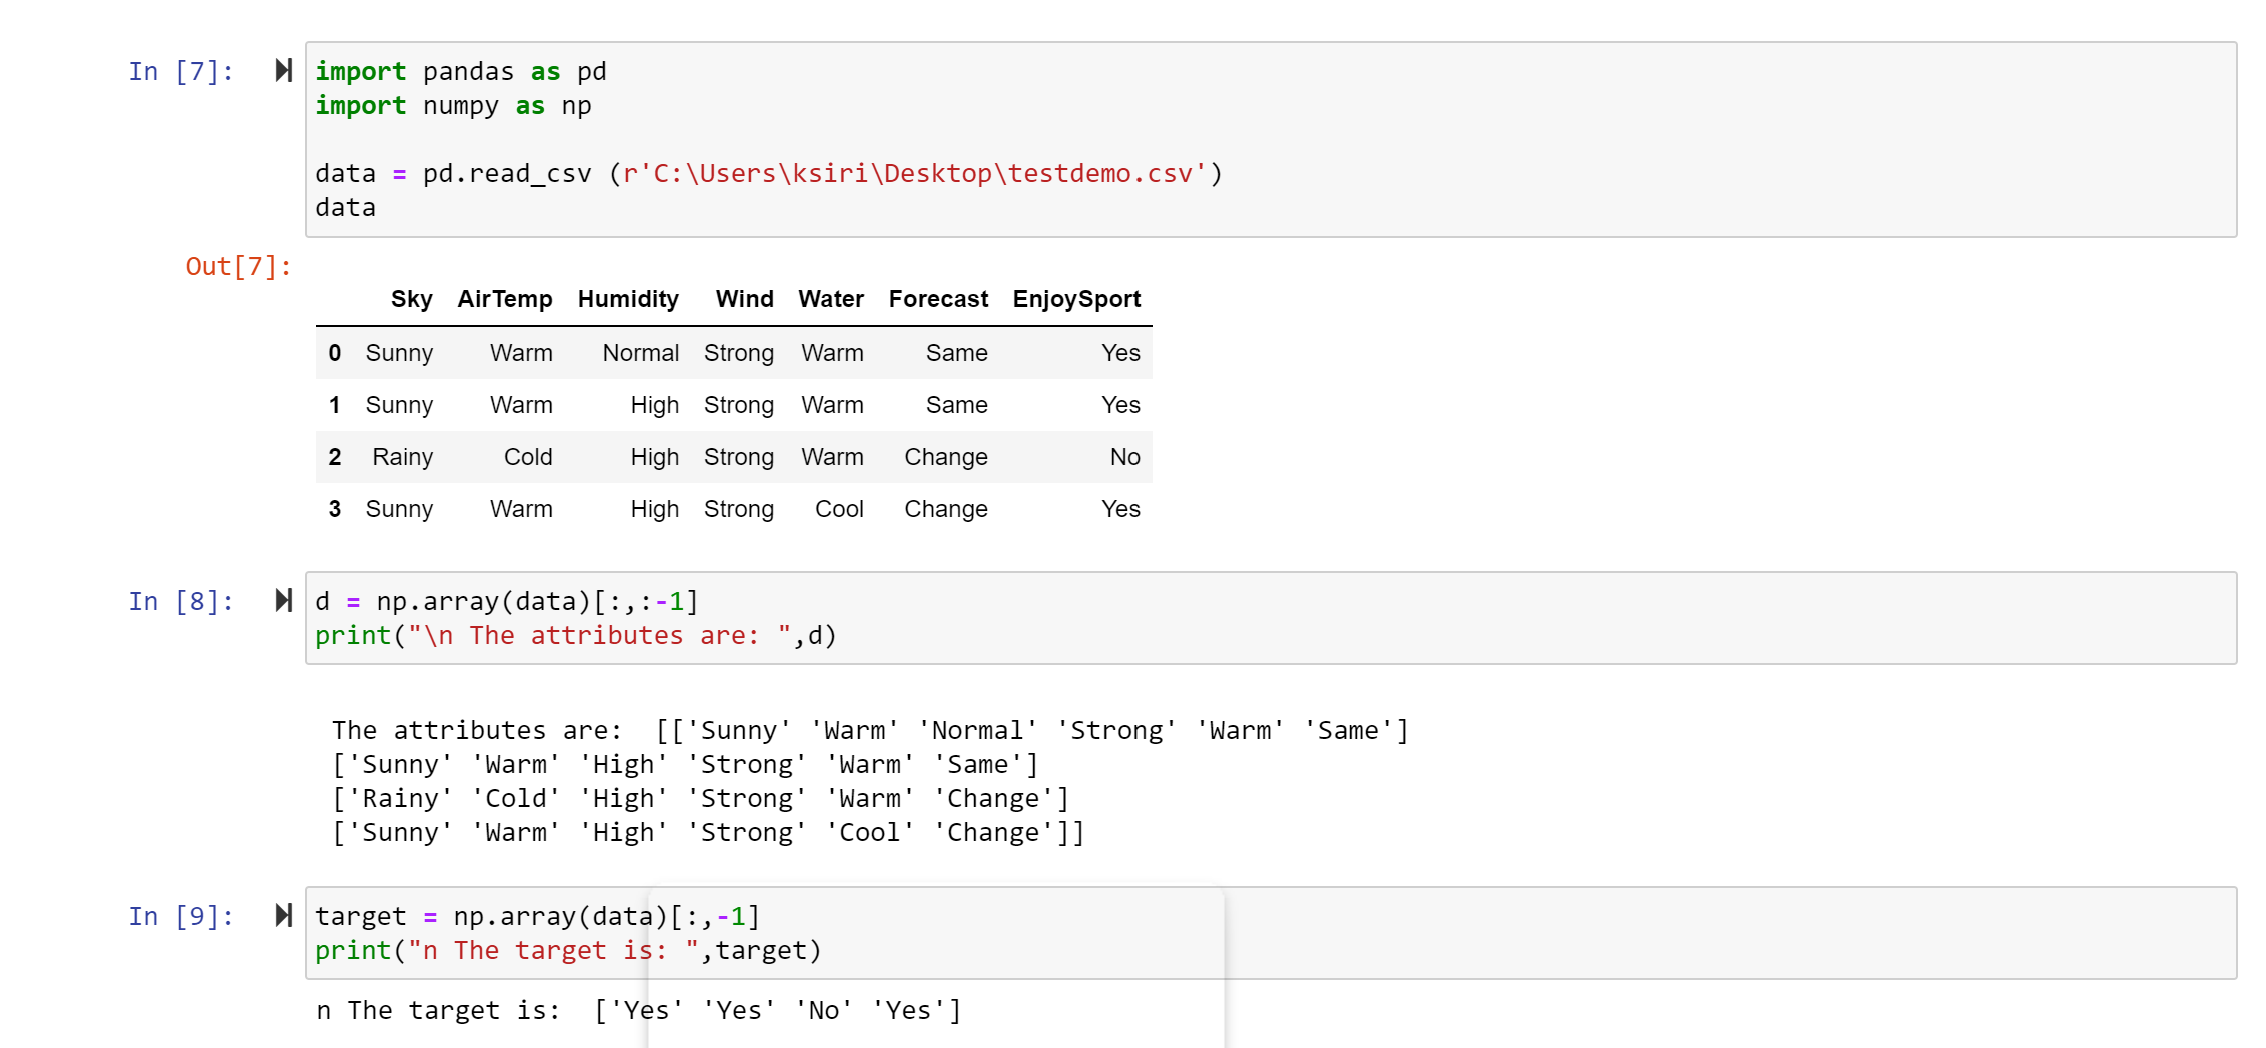 In [7]: import pandas as pd
import numpy as np
data = pd.read_csv (r'C:\Users\ksiri\Desktop\testdemo.csv')
data
Out[7]:
Sky AirTemp Humidity Wind Water Forecast EnjoySport
0 Sunny Warm Normal Strong Warm Same Yes
1 Sunny Warm High Strong Warm Same Yes
2 Rainy Cold High Strong Warm Change No
3 Sunny Warm High Strong Cool Change Yes
In [8]: d = np.array(data)[:,:-1]
print("\n The attributes are: ",d)
The attributes are:  [['Sunny' 'Warm' 'Normal' 'Strong' 'Warm' 'Same']
['Sunny' 'Warm' 'High' 'Strong' 'Warm' 'Same']
['Rainy' 'Cold' 'High' 'Strong' 'Warm' 'Change']
['Sunny' 'Warm' 'High' 'Strong' 'Cool' 'Change']]
In [9]: target = np.array(data)[:,-1]
print("n The target is: ",target)
n The target is:  ['Yes' 'Yes' 'No' 'Yes']